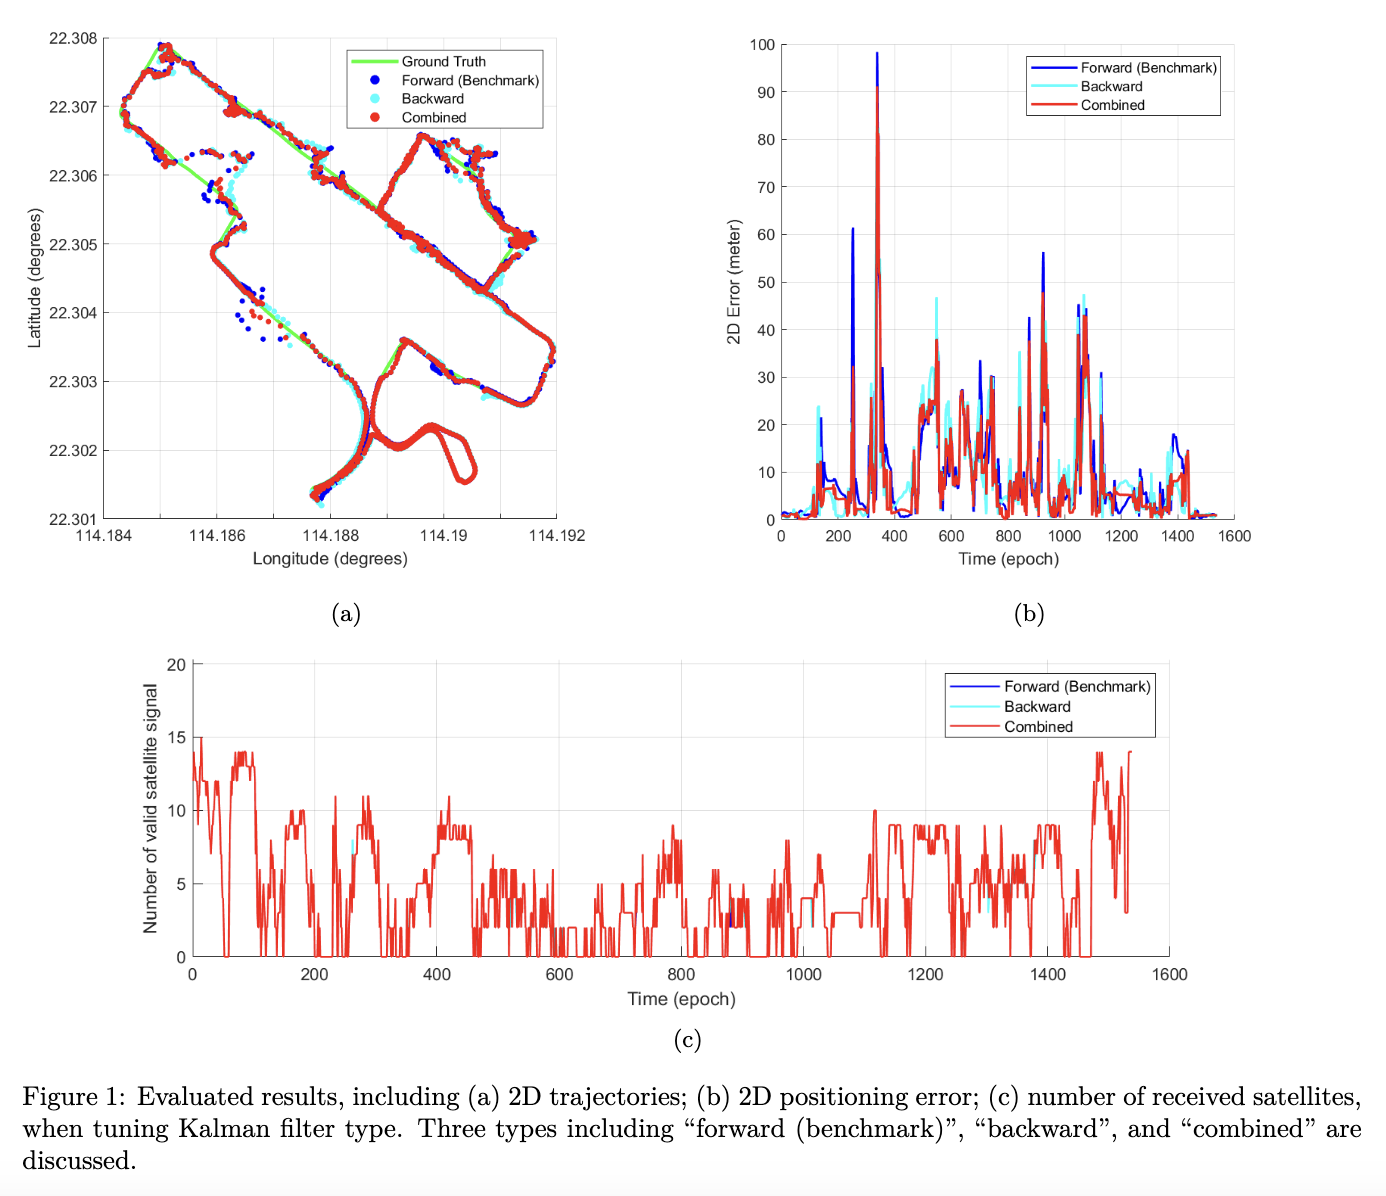 22.308
22.307
22.306
22.305
22.304
22.303
22.302
22.301
114.184
114.186
114.188
114.19
114.192
Latitude (degrees)
Longitude (degrees)
Ground Truth
Forward (Benchmark)
Backward
Combined
(a)
100
90
80
70
60
50
40
30
20
10
0
0
200
400
600
800
1000
1200
1400
1600
2D Error (meter)
Time (epoch)
Forward (Benchmark)
Backward
Combined
(b)
20
15
10
5
0
0
200
400
600
800
1000
1200
1400
1600
Number of valid satellite signal
Time (epoch)
Forward (Benchmark)
Backward
Combined
(c)
Figure 1: Evaluated results, including (a) 2D trajectories; (b) 2D positioning error; (c) number of received satellites,
when tuning Kalman filter type. Three types including “forward (benchmark)”, “backward”, and “combined” are
discussed.